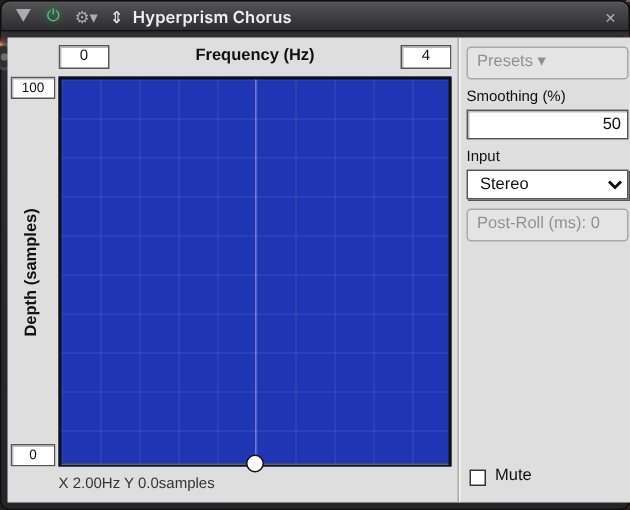 Hyperprism Chorus
0
Frequency (Hz)
4
100
Depth (samples)
0
X 2.00Hz Y 0.0samples
Presets ▾
Smoothing (%)
50
Input
Stereo
Post-Roll (ms): 0
Mute